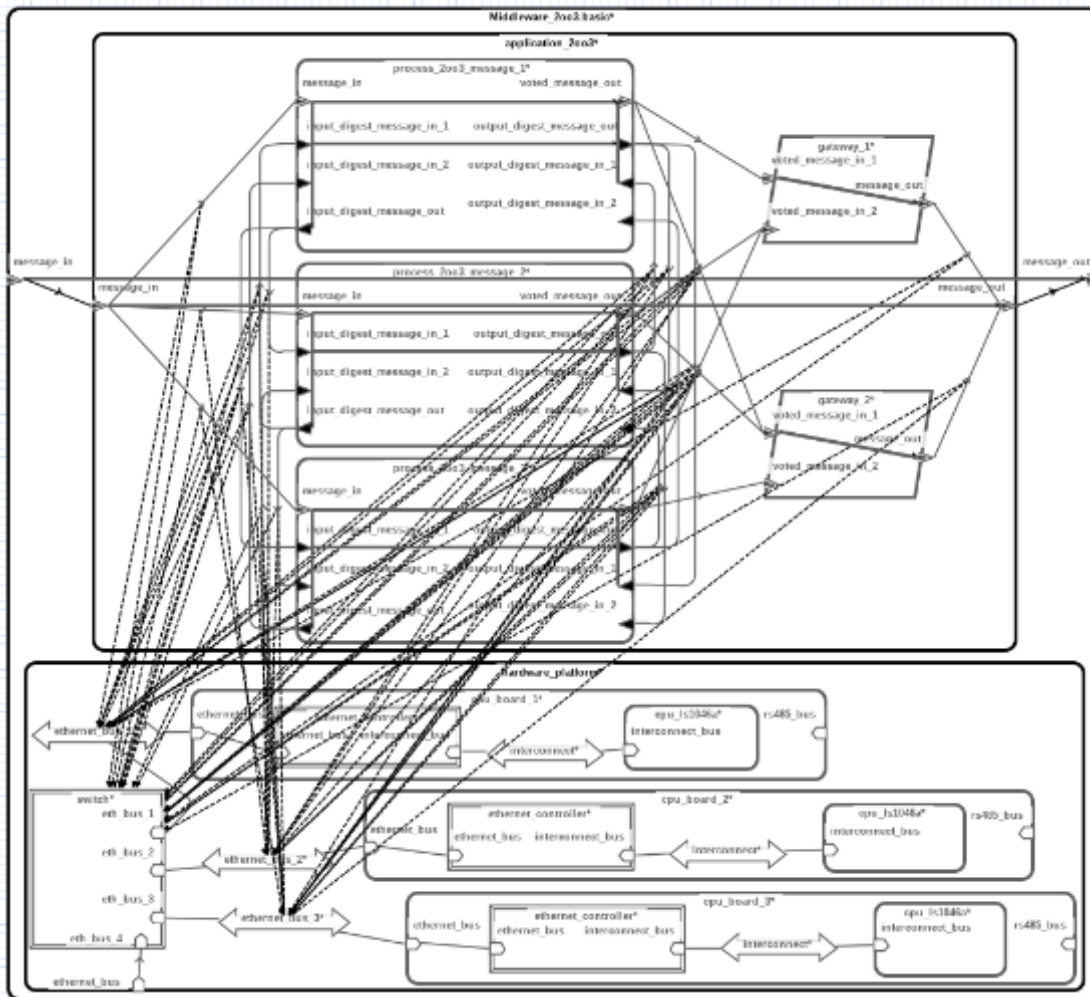 Middleware_2oo3.basic*
application_2oo3*
process_2oo3_message_1*
message_in
voted_message_out
input_digest_message_in_1
output_digest_message_out
input_digest_message_in_2
output_digest_message_in_1
input_digest_message_out
output_digest_message_in_2
gateway_1*
voted_message_in_1
message_out
voted_message_in_2
message_in
message_out
message_in
message_out
process_2oo3_message_2*
message_in
voted_message_out
input_digest_message_in_1
input_digest_message_in_2
input_digest_message_out
gateway_2*
voted_message_in_1
message_out
voted_message_in_2
message_in
hardware_platform*
cpu_board_1*
cpu_ls1046a*
interconnect_bus
rs485_bus
interconnect*
switch*
eth_bus_1
eth_bus_2
eth_bus_3
eth_bus_4
ethernet_bus
ethernet_bus_2*
ethernet_bus_3*
cpu_board_2*
ethernet_bus
ethernet_controller*
ethernet_bus
interconnect_bus
interconnect*
cpu_ls1046a*
interconnect_bus
rs485_bus
cpu_board_3*
ethernet_bus
ethernet_controller*
ethernet_bus
interconnect_bus
interconnect*
cpu_ls1046a*
interconnect_bus
rs485_bus